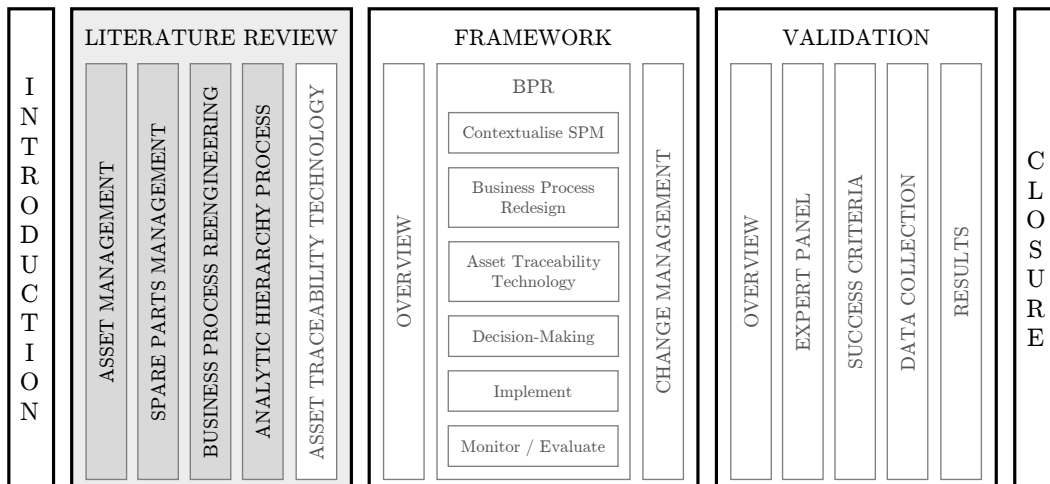 INTRODUCTION
LITERATURE REVIEW
ASSET MANAGEMENT
SPARE PARTS MANAGEMENT
BUSINESS PROCESS REENGINEERING
ANALYTIC HIERARCHY PROCESS
ASSET TRACEABILITY TECHNOLOGY
FRAMEWORK
OVERVIEW
BPR
Contextualise SPM
Business Process
Redesign
Asset Traceability
Technology
Decision-Making
Implement
Monitor / Evaluate
CHANGE MANAGEMENT
VALIDATION
OVERVIEW
EXPERT PANEL
SUCCESS CRITERIA
DATA COLLECTION
RESULTS
CLOSURE